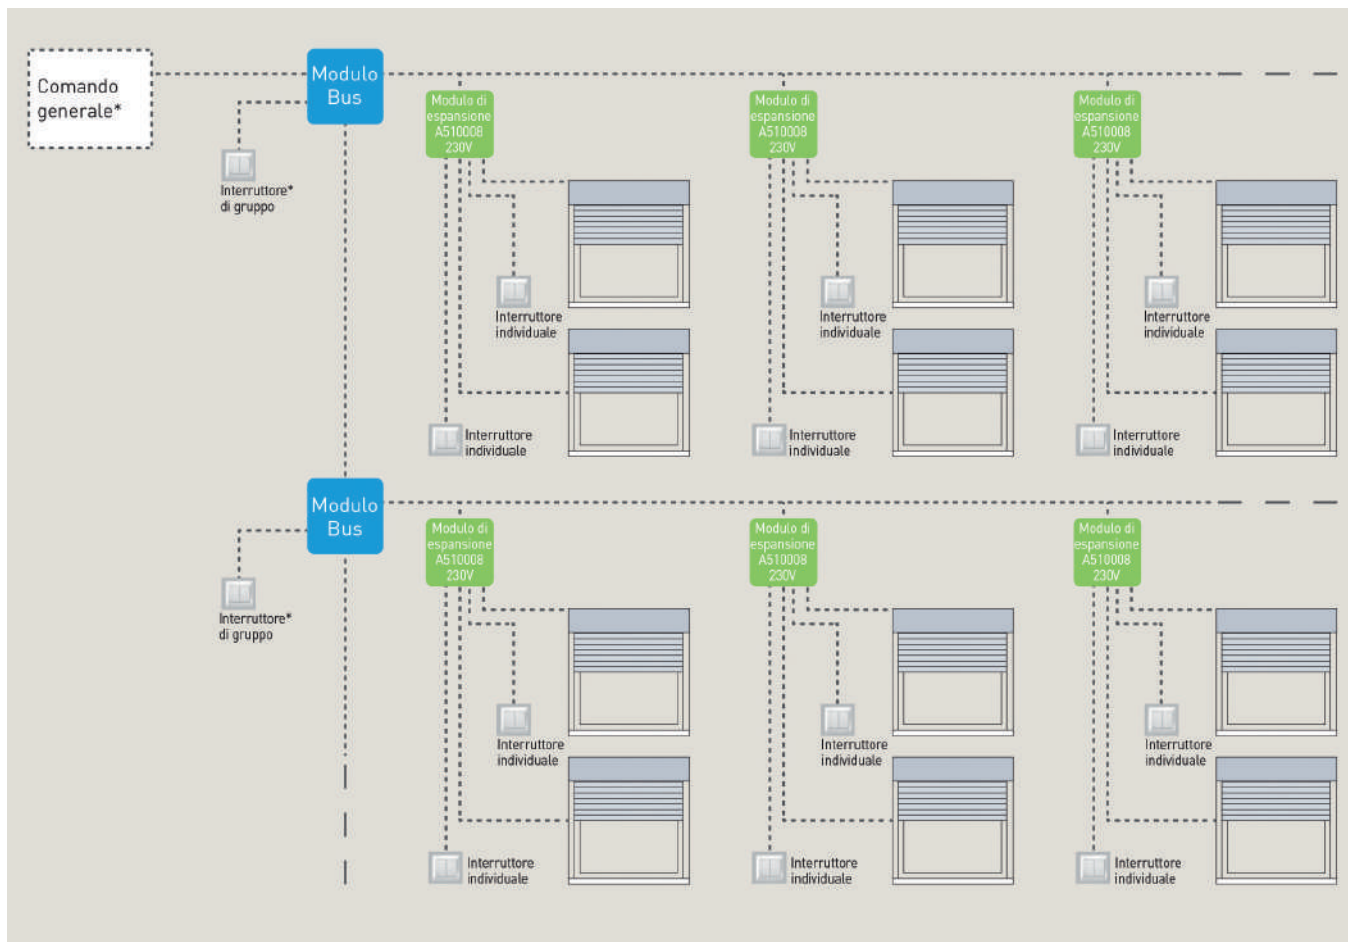 Comando
generale*
Modulo
Bus
Interruttore*
di gruppo
Modulo di
espansione
A510008
230V
Modulo di
espansione
A510008
230V
Modulo di
espansione
A510008
230V
Interruttore
individuale
Interruttore
individuale
Interruttore
individuale
Interruttore
individuale
Interruttore
individuale
Interruttore
individuale
Modulo
Bus
Interruttore*
di gruppo
Modulo di
espansione
A510008
230V
Modulo di
espansione
A510008
230V
Modulo di
espansione
A510008
230V
Interruttore
individuale
Interruttore
individuale
Interruttore
individuale
Interruttore
individuale
Interruttore
individuale
Interruttore
individuale